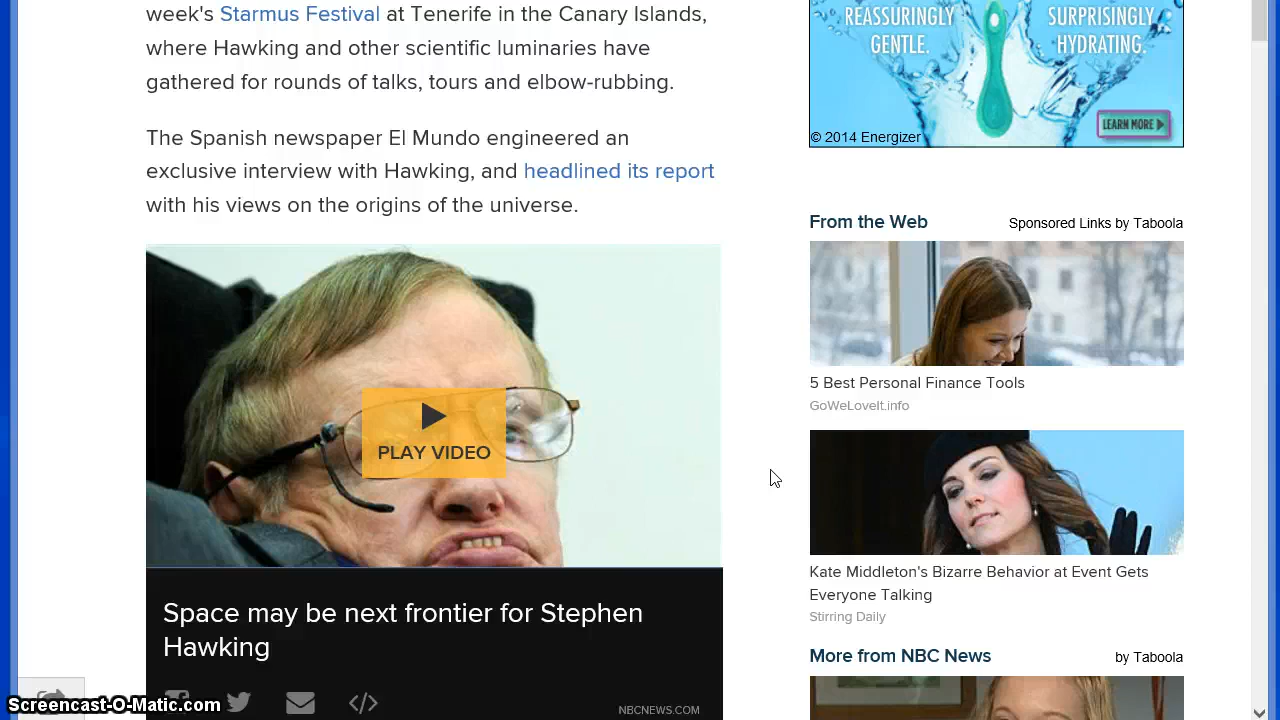 week's Starmus Festival at Tenerife in the Canary Islands,
where Hawking and other scientific luminaries have
gathered for rounds of talks, tours and elbow-rubbing.
The Spanish newspaper El Mundo engineered an
exclusive interview with Hawking, and headlined its report
with his views on the origins of the universe.
PLAY VIDEO
Space may be next frontier for Stephen
Hawking
NBCNEWS.COM
REASSURINGLY
GENTLE.
SURPRISINGLY
HYDRATING.
LEARN MORE
© 2014 Energizer
From the Web
Sponsored Links by Taboola
5 Best Personal Finance Tools
GoWeLoveIt.info
Kate Middleton's Bizarre Behavior at Event Gets
Everyone Talking
Stirring Daily
More from NBC News
by Taboola
Screencast-O-Matic.com